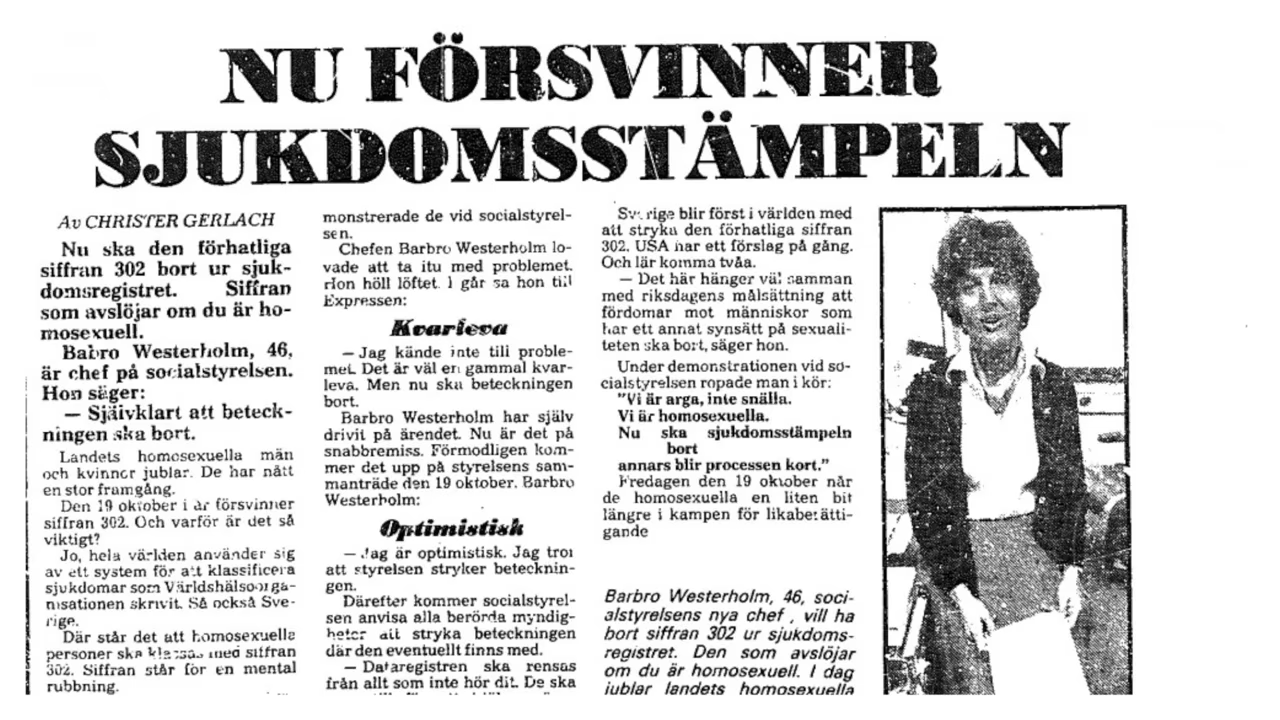 NU FÖRSVINNER
SJUKDOMSSTÄMPELN
Av CHRISTER GERLACH
Nu ska den förhatliga
siffran 302 bort ur sjuk-
domsregistret. Siffran
som avslöjar om du är ho-
mosexuell.
Babro Westerholm, 46,
är chef på socialstyrelsen.
Hon säger:
— Självklart att beteck-
ningen ska bort.
Landets homosexuella män
och kvinnor jublar. De har nått
en stor framgång.
Den 19 oktober i år försvinner
siffran 302. Och varför är det så
viktigt?
Jo, hela världen använder sig
av ett system för att klassificera
sjukdomar som Världshälsoorga-
nisationen skrivit. Så också Sve-
rige.
Där står det att homosexuella
personer ska klassas med siffran
302. Siffran står för en mental
rubbning.
monstrerade de vid socialstyrel-
sen.
Chefen Barbro Westerholm lo-
vade att ta itu med problemet.
Hon höll löftet. I går sa hon till
Expressen:
Kvarleva
— Jag kände inte till proble-
met. Det är väl en gammal kvar-
leva. Men nu ska beteckningen
bort.
Barbro Westerholm har själv
drivit på ärendet. Nu är det på
snabbremiss. Förmodligen kom-
mer det upp på styrelsens sam-
manträde den 19 oktober. Barbro
Westerholm:
Optimistisk
— Jag är optimistisk. Jag tror
att styrelsen stryker betecknin-
gen.
Därefter kommer socialstyrel-
sen anvisa alla berörda myndig-
heter att stryka beteckningen
där den eventuellt finns med.
— Dataregistren ska rensas
från allt som inte hör dit. De ska
Sverige blir först i världen med
att stryka den förhatliga siffran
302. USA har ett förslag på gång.
Och lär komma tvåa.
— Det här hänger väl samman
med riksdagens målsättning att
fördomar mot människor som
har ett annat synsätt på sexuali-
teten ska bort, säger hon.
Under demonstrationen vid so-
cialstyrelsen ropade man i kör:
"Vi är arga, inte snälla.
Vi är homosexuella.
Nu ska sjukdomsstämpeln
bort
annars blir processen kort."
Fredagen den 19 oktober når
de homosexuella en liten bit
längre i kampen för likaberätti-
gande
Barbro Westerholm, 46, soci-
alstyrelsens nya chef , vill ha
bort siffran 302 ur sjukdoms-
registret. Den som avslöjar
om du är homosexuell. I dag
jublar landets homosexuella